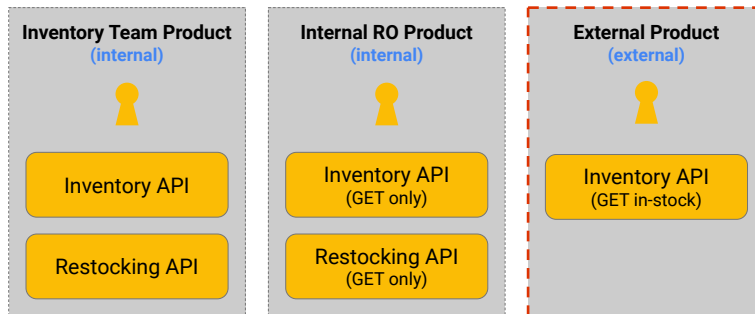 Inventory Team Product
(internal)
Inventory API
Restocking API
Internal RO Product
(internal)
Inventory API
(GET only)
Restocking API
(GET only)
External Product
(external)
Inventory API
(GET in-stock)